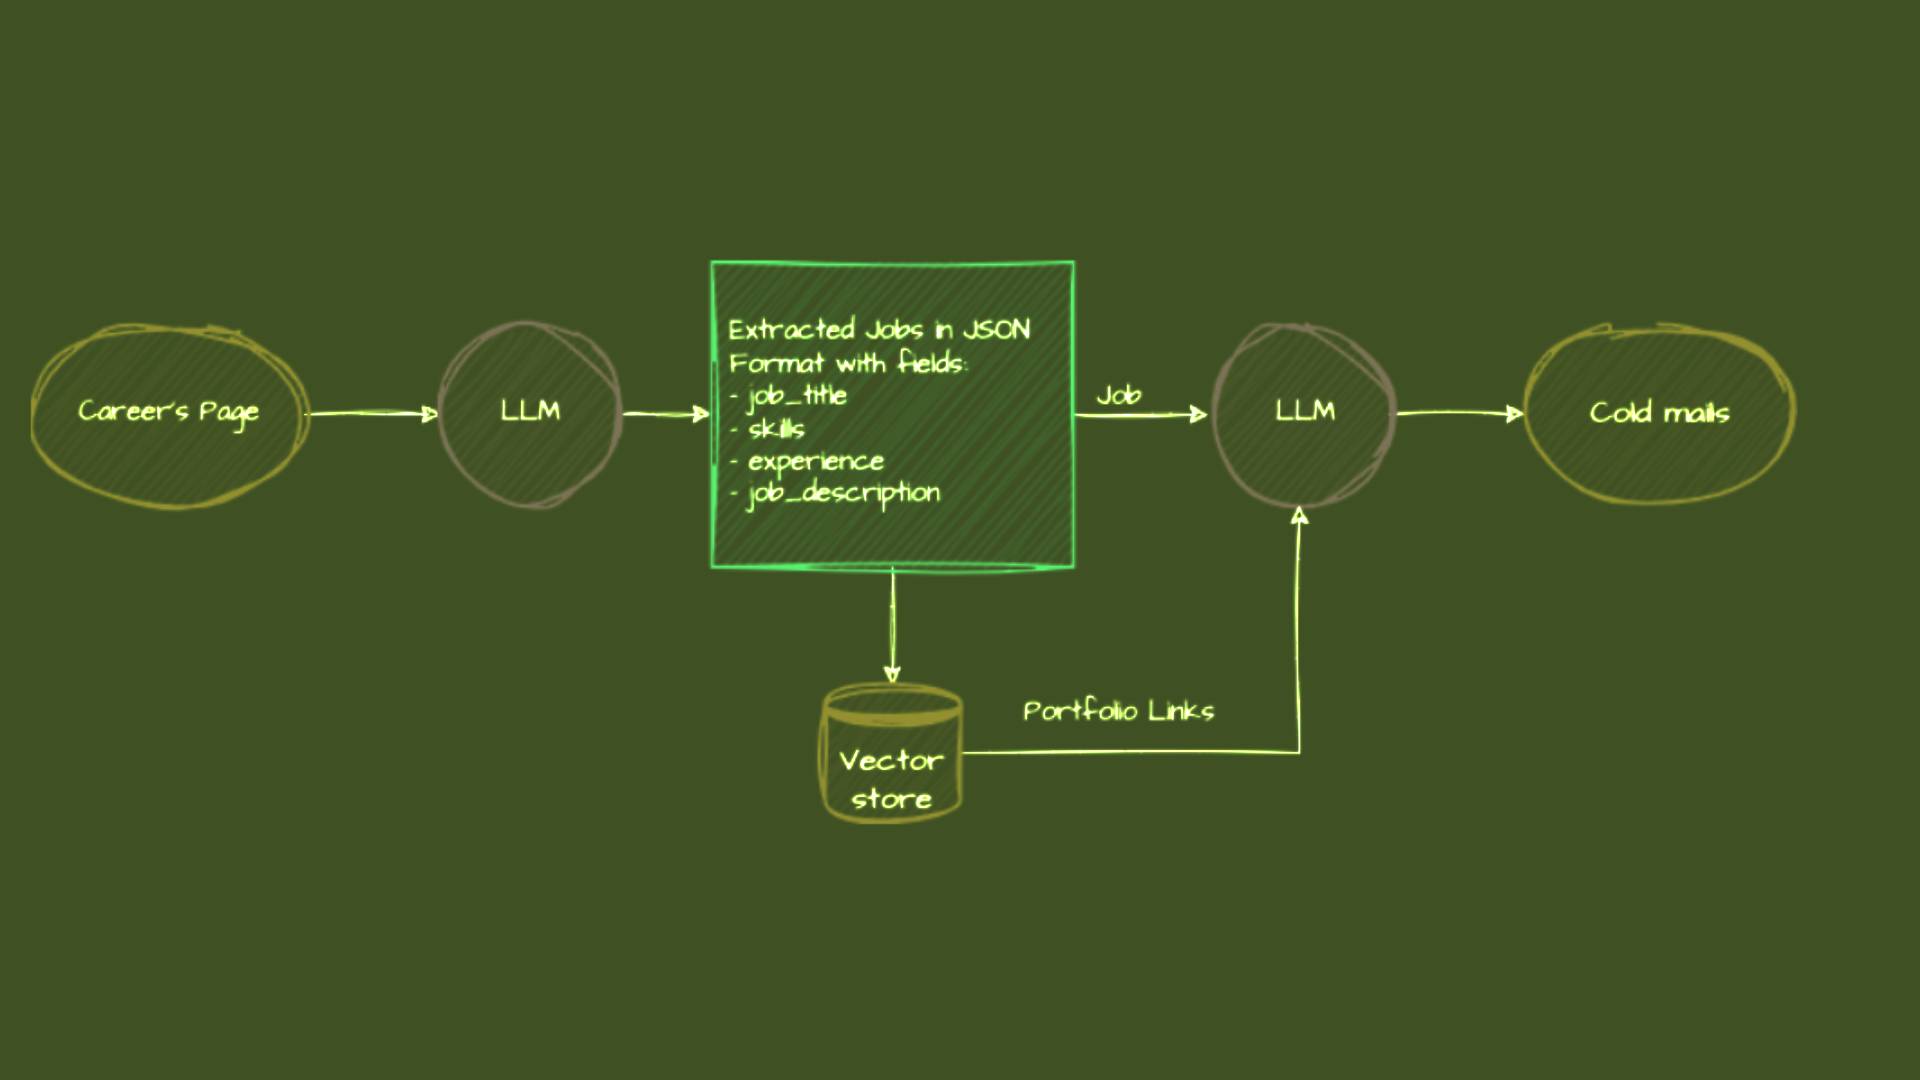 Career's Page
LLM
Extracted Jobs in JSON
Format with fields:
- job_title
- skills
- experience
- job_description
Job
LLM
Cold mails
Vector
store
Portfolio Links